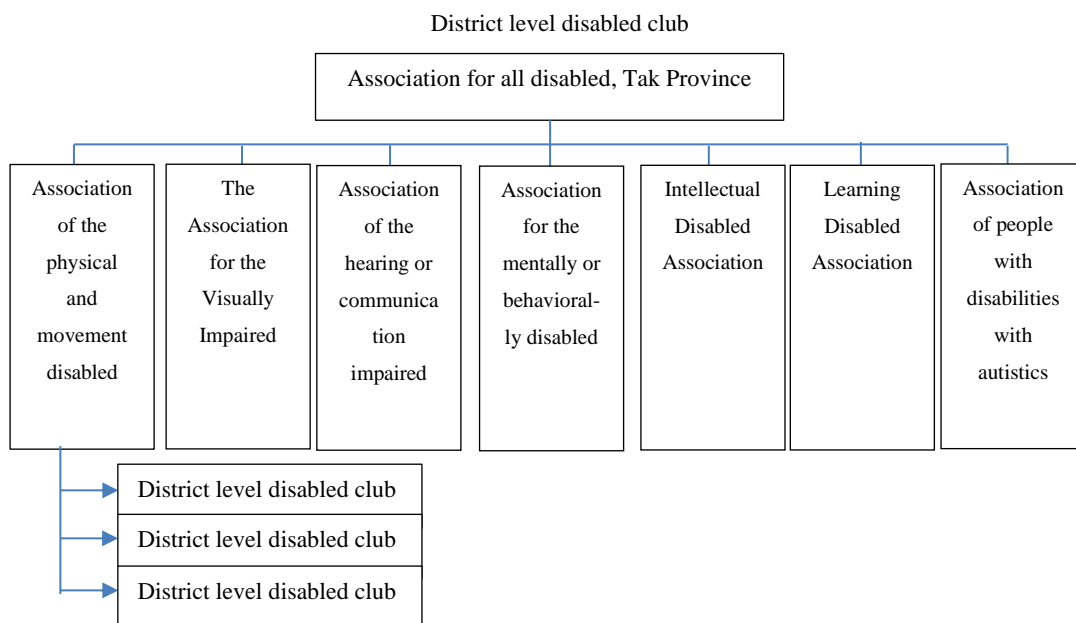 District level disabled club
Association for all disabled, Tak Province
Association
of the
physical
and
movement
disabled
The
Association
for the
Visually
Impaired
Association
of the
hearing or
communica
tion
impaired
Association
for the
mentally or
behavioral-
ly disabled
Intellectual
Disabled
Association
Learning
Disabled
Association
Association
of people
with
disabilities
with
autistics
District level disabled club
District level disabled club
District level disabled club